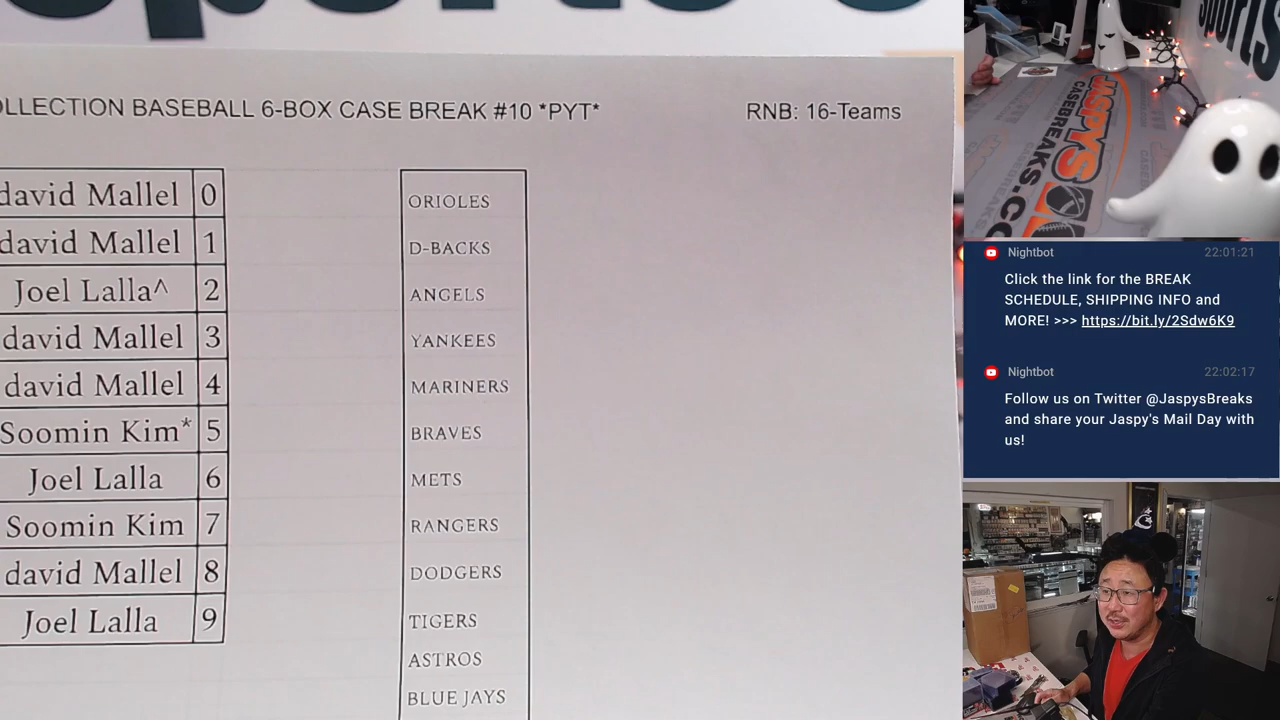 Sports C
OLLECTION BASEBALL 6-BOX CASE BREAK #10 *PYT*
RNB: 16-Teams
david Mallel 0
david Mallel 1
Joel Lalla^ 2
david Mallel 3
david Mallel 4
Soomin Kim* 5
Joel Lalla 6
Soomin Kim 7
david Mallel 8
Joel Lalla 9
ORIOLES
D-BACKS
ANGELS
YANKEES
MARINERS
BRAVES
METS
RANGERS
DODGERS
TIGERS
ASTROS
BLUE JAYS
Sports
JASPYS
CASEBREAKS.CO
Nightbot 22:01:21
Click the link for the BREAK
SCHEDULE, SHIPPING INFO and
MORE! >>> https://bit.ly/2Sdw6K9
Nightbot 22:02:17
Follow us on Twitter @JaspysBreaks
and share your Jaspy's Mail Day with
us!